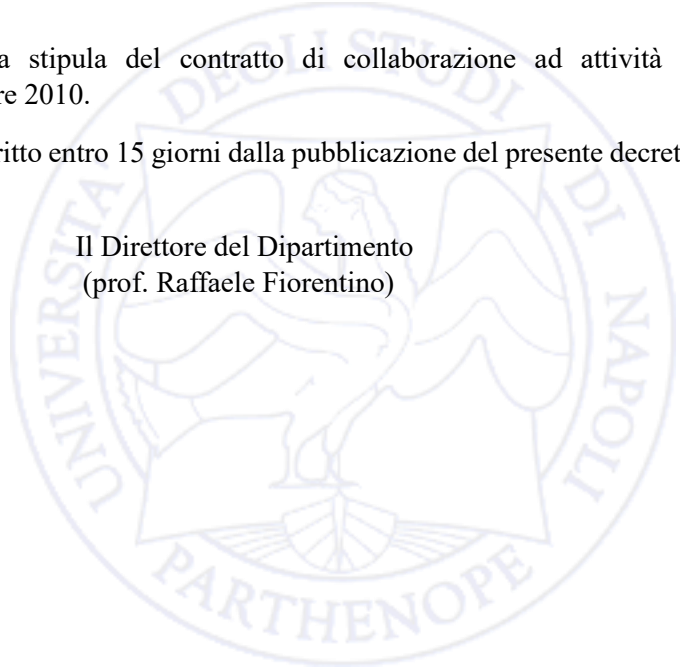 a stipula del contratto di collaborazione ad attività
re 2010.
ritto entro 15 giorni dalla pubblicazione del presente decret
Il Direttore del Dipartimento
(prof. Raffaele Fiorentino)
UNIVERSITA' DEGLI STUDI DI NAPOLI
PARTHENOPE